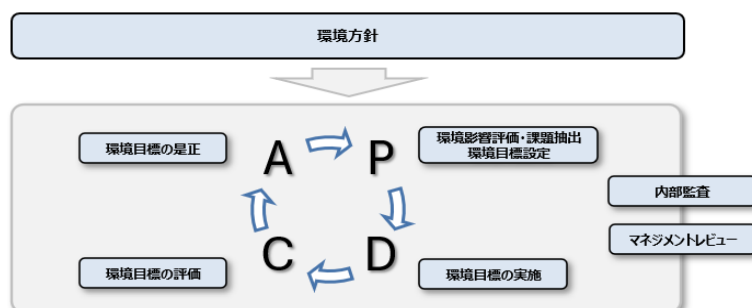 環境方針
環境目標の是正
A
P
環境影響評価・課題抽出
環境目標設定
内部監査
マネジメントレビュー
C
D
環境目標の評価
環境目標の実施